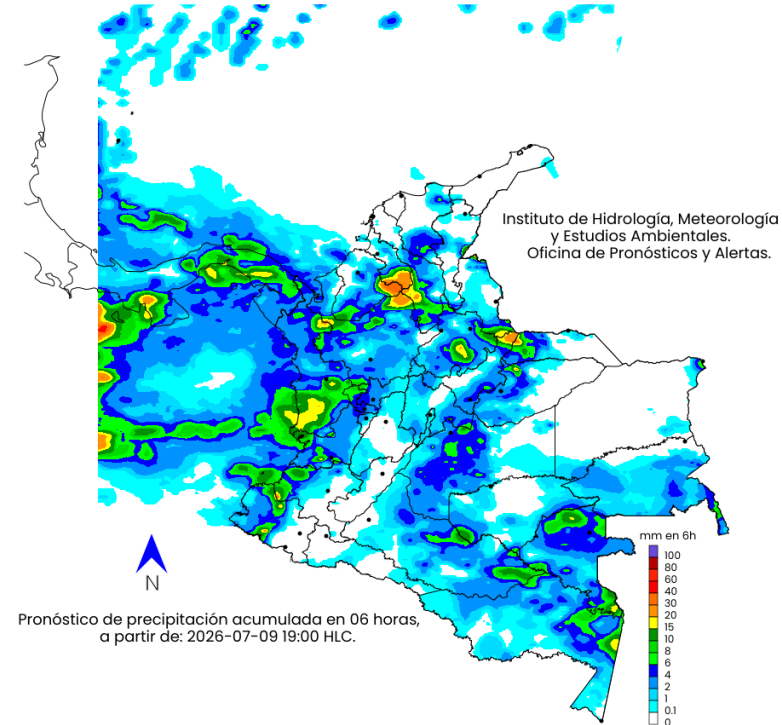 Instituto de Hidrología, Meteorología
y Estudios Ambientales.
Oficina de Pronósticos y Alertas.
N
Pronóstico de precipitación acumulada en 06 horas,
a partir de: 2026-07-09 19:00 HLC.
mm en 6h
100
80
60
40
30
20
15
10
8
6
4
2
1
0.1
0